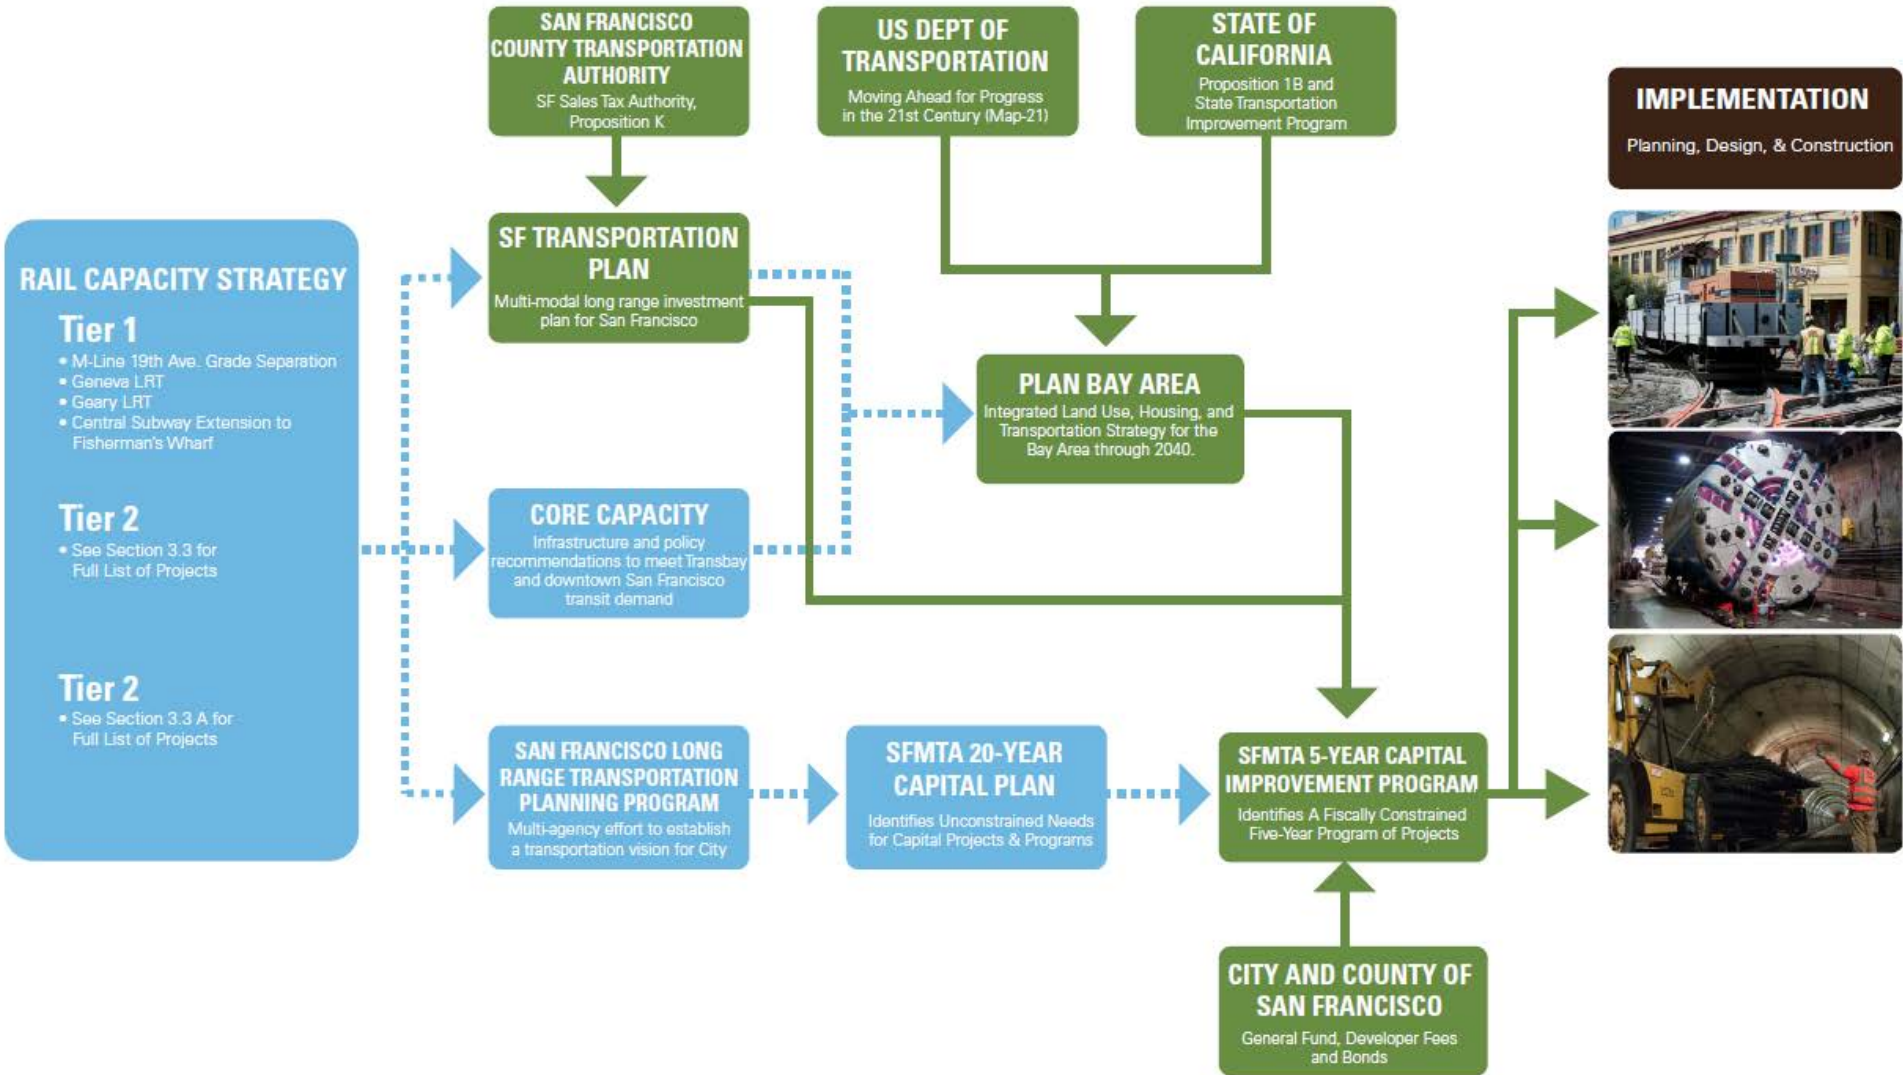 SAN FRANCISCO
COUNTY TRANSPORTATION
AUTHORITY
SF Sales Tax Authority,
Proposition K
US DEPT OF
TRANSPORTATION
Moving Ahead for Progress
in the 21st Century (Map-21)
STATE OF
CALIFORNIA
Proposition 1B and
State Transportation
Improvement Program
IMPLEMENTATION
Planning, Design, & Construction
RAIL CAPACITY STRATEGY
Tier 1
• M-Line 19th Ave. Grade Separation
• Geneva LRT
• Geary LRT
• Central Subway Extension to
Fisherman's Wharf
Tier 2
• See Section 3.3 for
Full List of Projects
Tier 2
• See Section 3.3 A for
Full List of Projects
SF TRANSPORTATION
PLAN
Multi-modal long range investment
plan for San Francisco
PLAN BAY AREA
Integrated Land Use, Housing, and
Transportation Strategy for the
Bay Area through 2040.
CORE CAPACITY
Infrastructure and policy
recommendations to meet Transbay
and downtown San Francisco
transit demand
SAN FRANCISCO LONG
RANGE TRANSPORTATION
PLANNING PROGRAM
Multi-agency effort to establish
a transportation vision for City
SFMTA 20-YEAR
CAPITAL PLAN
Identifies Unconstrained Needs
for Capital Projects & Programs
SFMTA 5-YEAR CAPITAL
IMPROVEMENT PROGRAM
Identifies A Fiscally Constrained
Five-Year Program of Projects
CITY AND COUNTY OF
SAN FRANCISCO
General Fund, Developer Fees
and Bonds